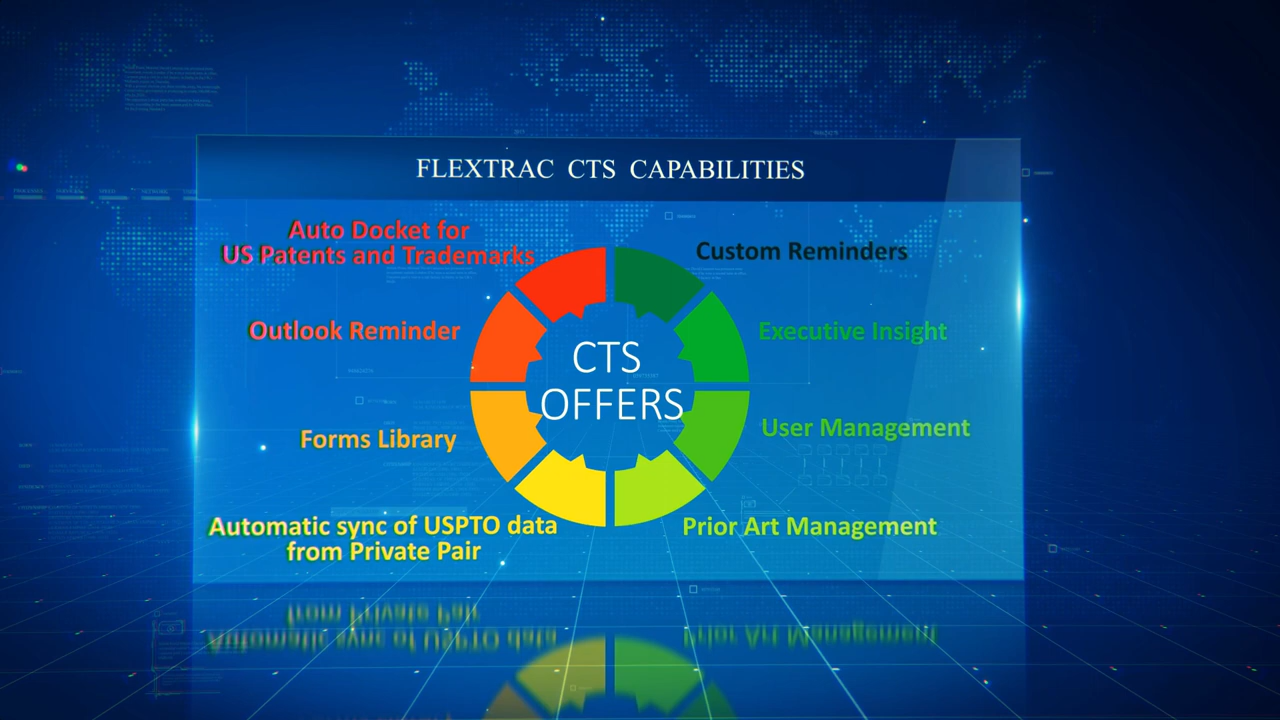 FLEXTRAC CTS CAPABILITIES
Auto Docket for
US Patents and Trademarks
Custom Reminders
Outlook Reminder
Executive Insight
CTS
OFFERS
Forms Library
User Management
Automatic sync of USPTO data
from Private Pair
Prior Art Management